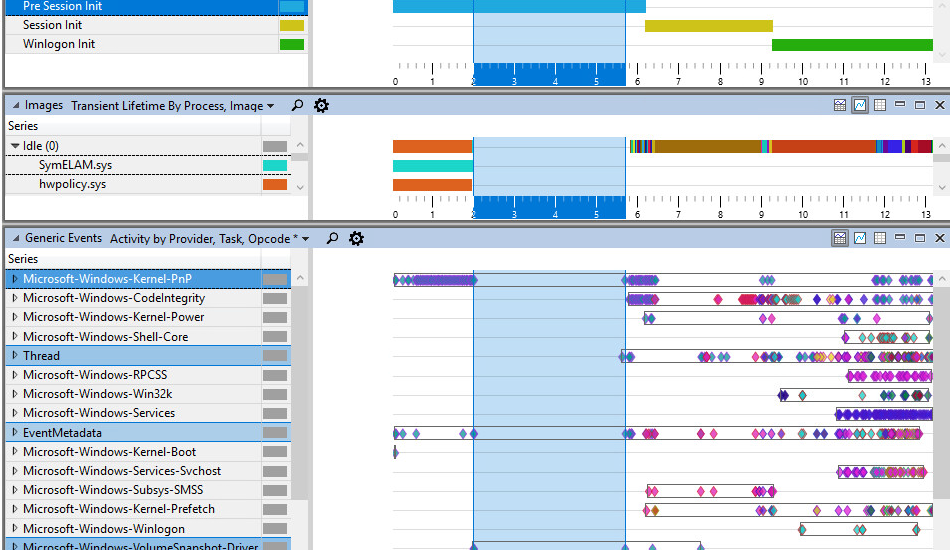 Pre Session Init
Session Init
Winlogon Init
0 1 2 3 4 5 6 7 8 9 10 11 12 13
Images Transient Lifetime By Process, Image
Series
Idle (0)
SymELAM.sys
hwpolicy.sys
0 1 2 3 4 5 6 7 8 9 10 11 12 13
Generic Events Activity by Provider, Task, Opcode *
Series
Microsoft-Windows-Kernel-PnP
Microsoft-Windows-CodeIntegrity
Microsoft-Windows-Kernel-Power
Microsoft-Windows-Shell-Core
Thread
Microsoft-Windows-RPCSS
Microsoft-Windows-Win32k
Microsoft-Windows-Services
EventMetadata
Microsoft-Windows-Kernel-Boot
Microsoft-Windows-Services-Svchost
Microsoft-Windows-Subsys-SMSS
Microsoft-Windows-Kernel-Prefetch
Microsoft-Windows-Winlogon
Microsoft-Windows-VolumeSnapshot-Driver